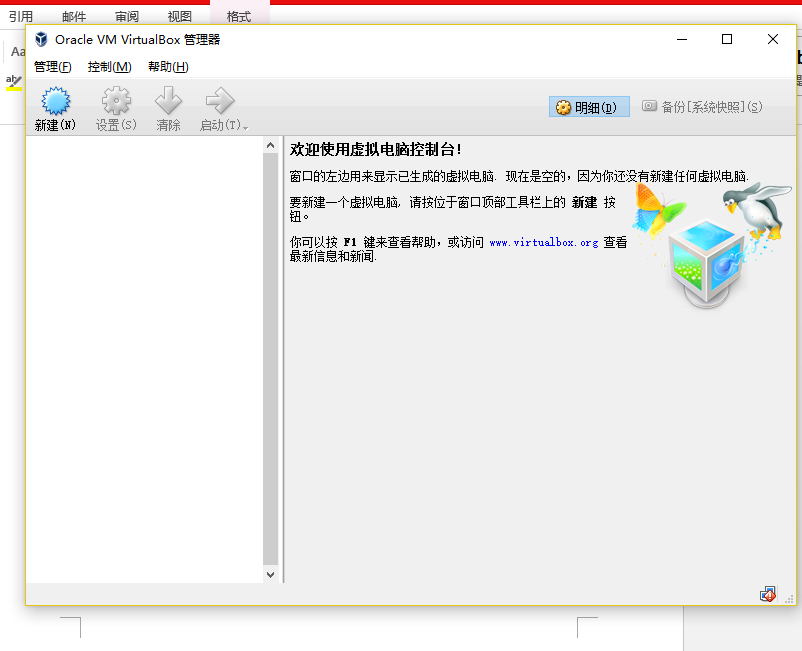 引用 邮件 审阅 视图 格式
Oracle VM VirtualBox 管理器
管理(F) 控制(M) 帮助(H)
新建(N) 设置(S) 清除 启动(T) 明细(D) 备份[系统快照](S)
欢迎使用虚拟电脑控制台!
窗口的左边用来显示已生成的虚拟电脑. 现在是空的, 因为你还没有新建任何虚拟电脑.
要新建一个虚拟电脑, 请按位于窗口顶部工具栏上的 新建 按
钮。
你可以按 F1 键来查看帮助, 或访问 www.virtualbox.org 查看
最新信息和新闻.